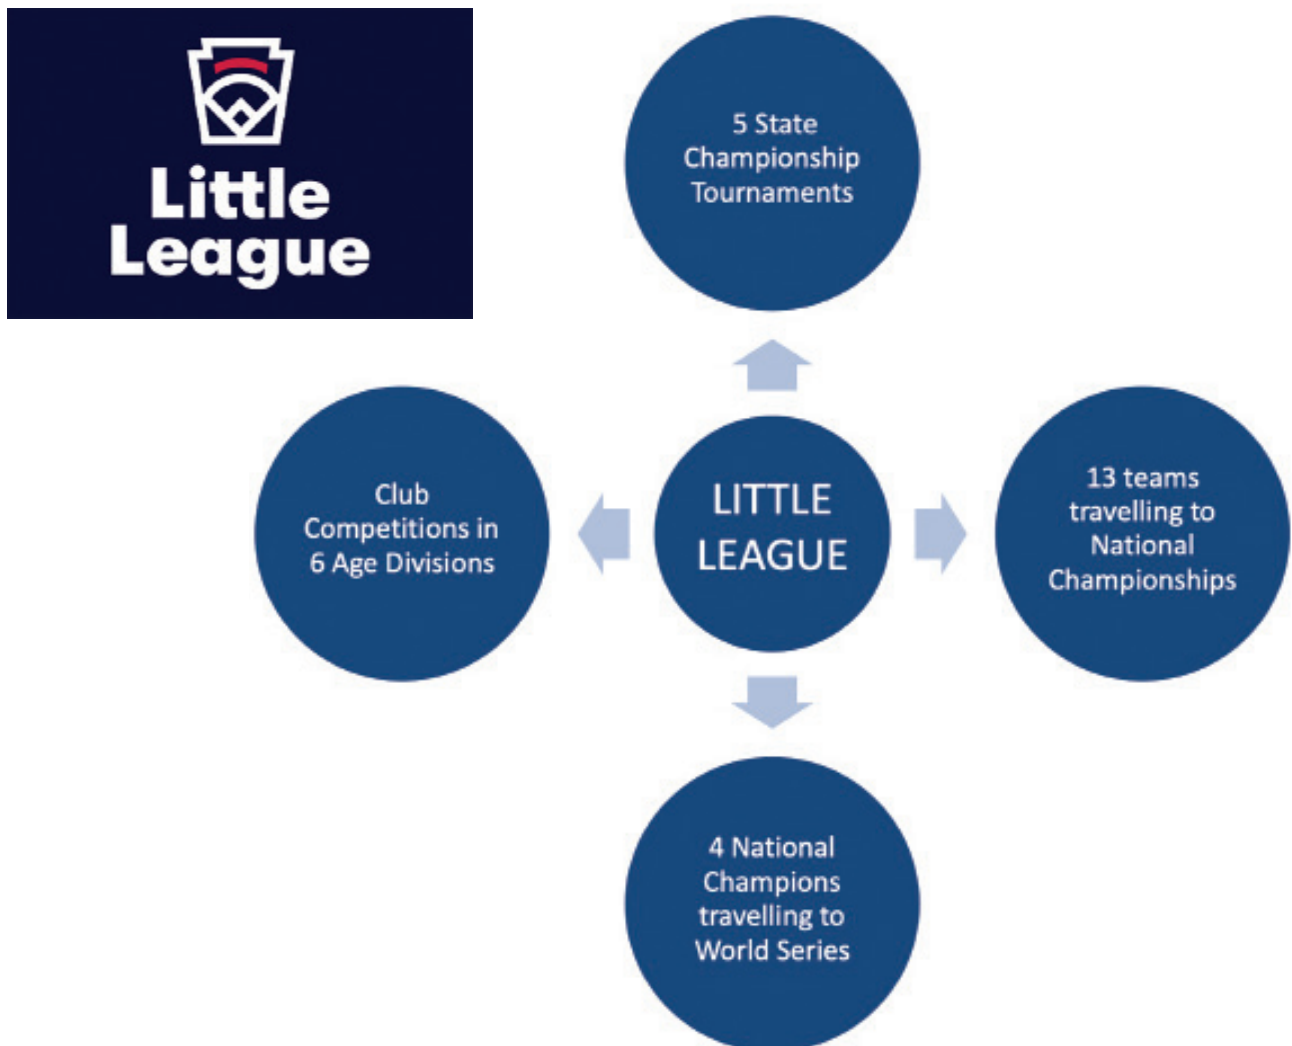 Little
League
5 State
Championship
Tournaments
Club
Competitions in
6 Age Divisions
LITTLE
LEAGUE
13 teams
travelling to
National
Championships
4 National
Champions
travelling to
World Series